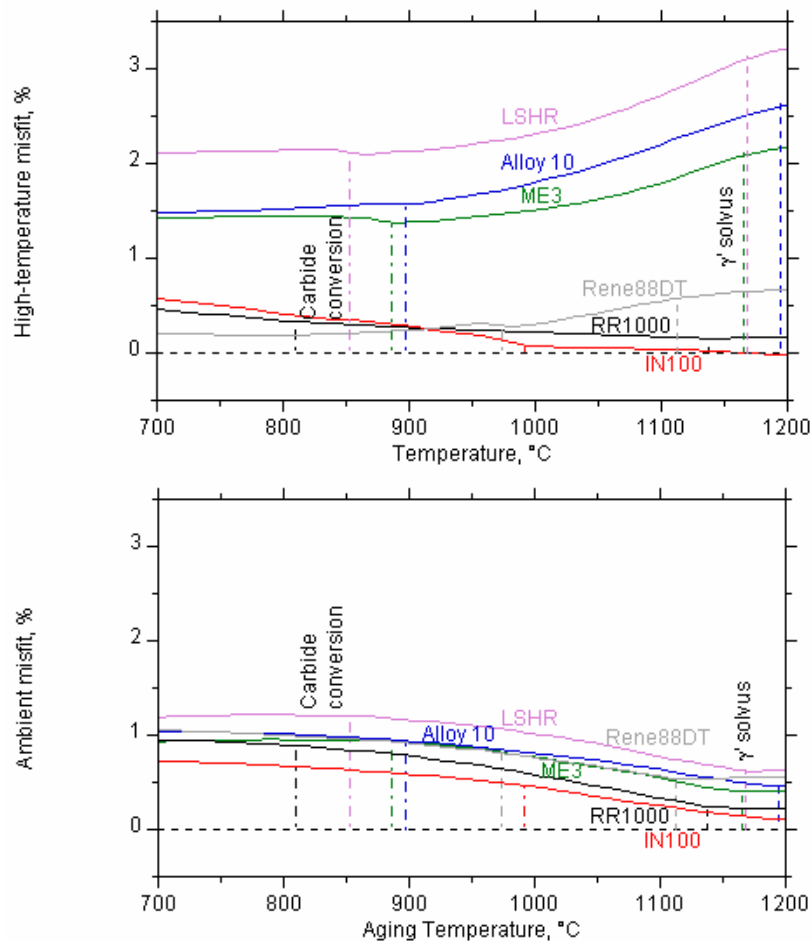 High-temperature misfit, %
3
2
1
0
LSHR
Alloy 10
ME3
Carbide
conversion
γ' solvus
Rene88DT
RR1000
IN100
700 800 900 1000 1100 1200
Temperature, °C
Ambient misfit, %
3
2
1
0
Carbide
conversion
γ' solvus
LSHR
Alloy 10
Rene88DT
ME3
RR1000
IN100
700 800 900 1000 1100 1200
Aging Temperature, °C